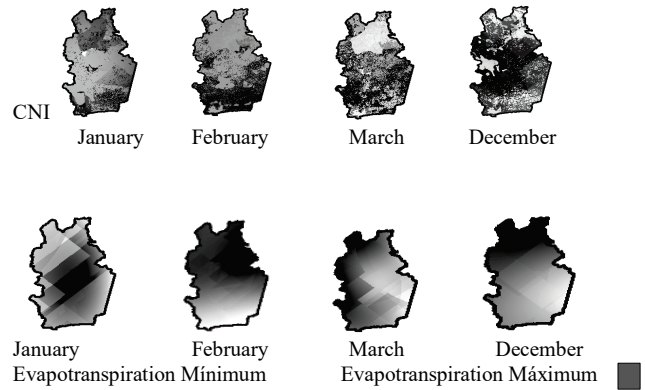 CNI
January February March December
January February March December
Evapotranspiration Mínimum Evapotranspiration Máximum